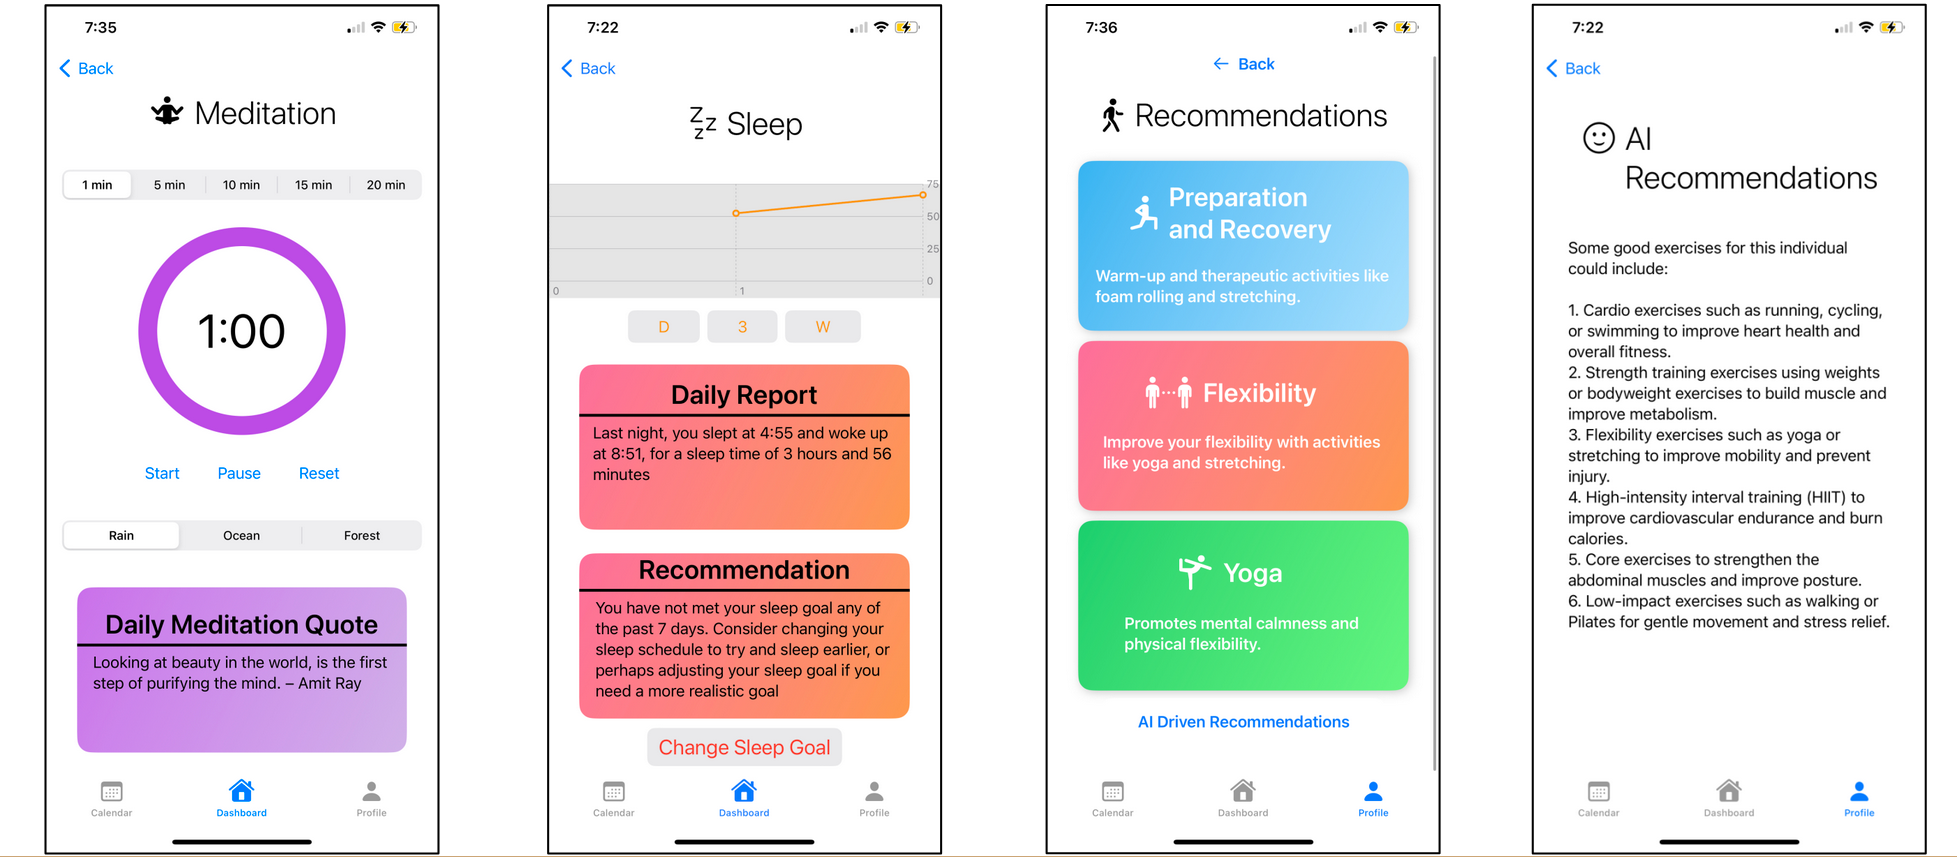 7:35
Back
Meditation
1 min 5 min 10 min 15 min 20 min
1:00
Start Pause Reset
Rain Ocean Forest
Daily Meditation Quote
Looking at beauty in the world, is the first
step of purifying the mind. – Amit Ray
Calendar Dashboard Profile
7:22
Back
zzz Sleep
75
50
25
0
0 1
D 3 W
Daily Report
Last night, you slept at 4:55 and woke up
at 8:51, for a sleep time of 3 hours and 56
minutes
Recommendation
You have not met your sleep goal any of
the past 7 days. Consider changing your
sleep schedule to try and sleep earlier, or
perhaps adjusting your sleep goal if you
need a more realistic goal
Change Sleep Goal
Calendar Dashboard Profile
7:36
Back
Recommendations
Preparation
and Recovery
Warm-up and therapeutic activities like
foam rolling and stretching.
Flexibility
Improve your flexibility with activities
like yoga and stretching.
Yoga
Promotes mental calmness and
physical flexibility.
AI Driven Recommendations
Calendar Dashboard Profile
7:22
Back
AI
Recommendations
Some good exercises for this individual
could include:
1. Cardio exercises such as running, cycling,
or swimming to improve heart health and
overall fitness.
2. Strength training exercises using weights
or bodyweight exercises to build muscle and
improve metabolism.
3. Flexibility exercises such as yoga or
stretching to improve mobility and prevent
injury.
4. High-intensity interval training (HIIT) to
improve cardiovascular endurance and burn
calories.
5. Core exercises to strengthen the
abdominal muscles and improve posture.
6. Low-impact exercises such as walking or
Pilates for gentle movement and stress relief.
Calendar Dashboard Profile